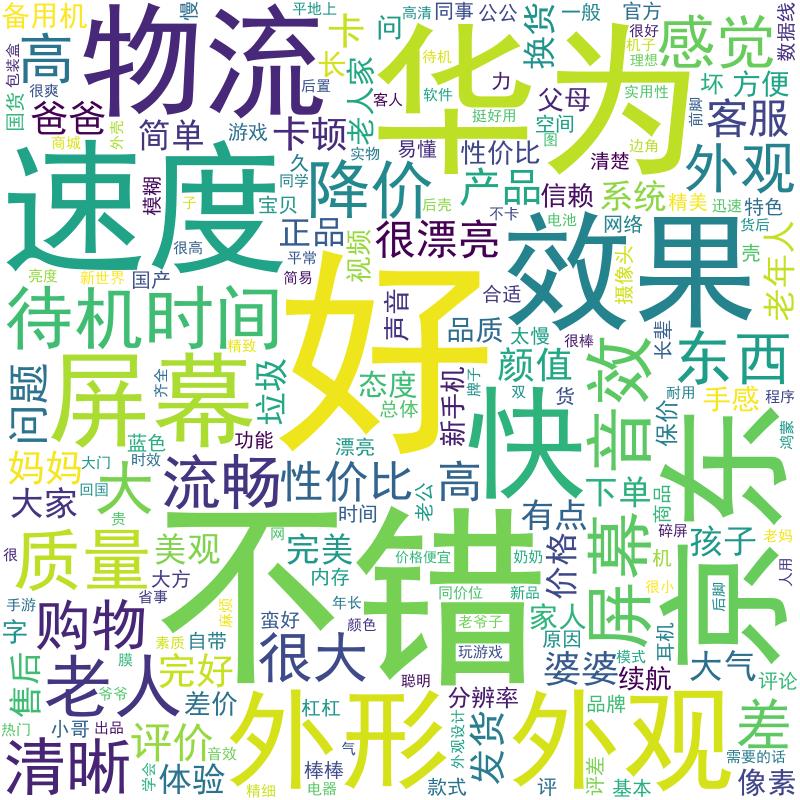 备用机
慢
平地上
高清
同事
公公
一般
官方
很好
数据线
包装盒
国货
很爽
高
物流
卡
长
问
待机
后置
客人
力
软件
华为
换货
机子
理想
感觉
坏
方便
实用性
爸爸
商城
外壳
简单
游戏
卡顿
老人家
实物
易懂
挺好用
父母
空间
图
边角
前脚
客服
性价比
清楚
外观
速度
模糊
子
宝贝
久
同学
降价
后壳
产品
不卡
信赖
电池
系统
精美
迅速
特色
货后
网络
很高
正品
平常
简易
视频
很漂亮
效果
摄像头
壳
老年人
亮度
新世界
国产
待机时间
精致
好
声音
合适
品质
太慢
很棒
长辈
东西
问题
屏幕
齐全
垃圾
态度
总体
新手机
牌子
颜值
双
货
音效
手感
耐用
程序
保价
鸿蒙
京东
蓝色
功能
漂亮
快
妈妈
大门
时效
回国
大家
贵
大
流畅
性价比
高
时间
老公
下单
商品
有点
碎屏
孩子
老妈
很
质量
美观
大方
不错
网
完美
内存
价格便宜
奶奶
价格
屏幕
机
很小
人用
后脚
手游
省事
麻烦
蛮好
年长
颜色
同价位
新品
老爷子
家人
原因
耳机
字
购物
素质
自带
很大
玩游戏
婆婆
模式
续航
大气
评论
售后
膜
老人
爷爷
完好
差价
聪明
分辨率
品牌
差
热门
小哥
出品
杠杠
外形
外观设计
发货
外观
清晰
评价
音效
学会
体验
精细
棒棒
气
电器
款式
评
评差
基本
需要的话
像素